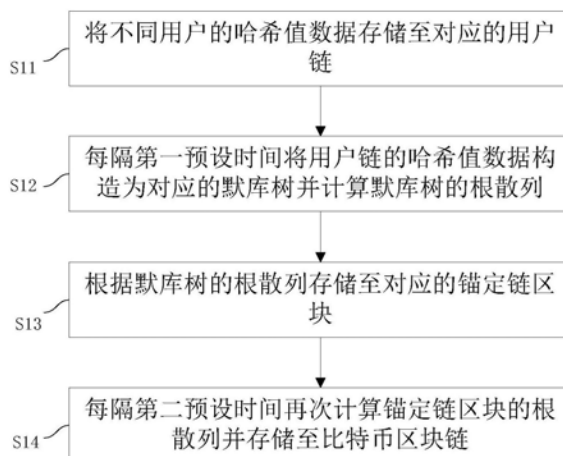 S11
将不同用户的哈希值数据存储至对应的用户
链
S12
每隔第一预设时间将用户链的哈希值数据构
造为对应的默库树并计算默库树的根散列
S13
根据默库树的根散列存储至对应的锚定链区
块
S14
每隔第二预设时间再次计算锚定链区块的根
散列并存储至比特币区块链